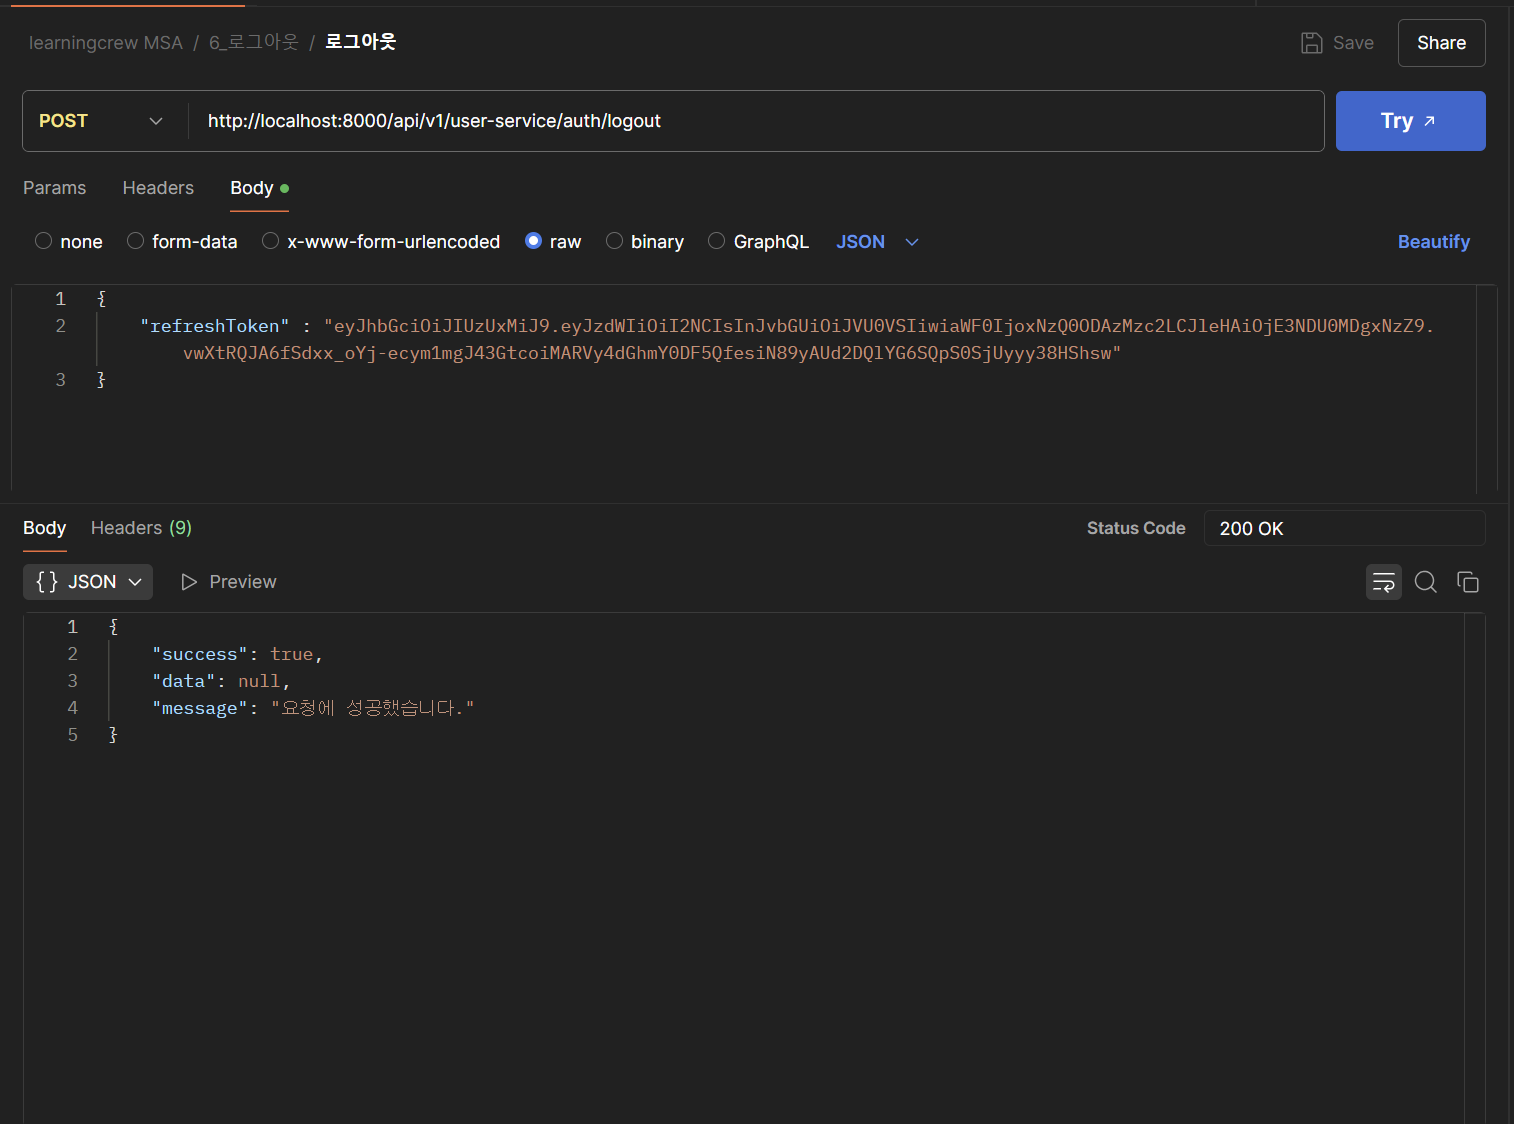 learningcrew MSA / 6_로그아웃 / 로그아웃
Save
Share
POST
http://localhost:8000/api/v1/user-service/auth/logout
Try
Params Headers Body
none form-data x-www-form-urlencoded raw binary GraphQL JSON
Beautify
1 {
2 "refreshToken" : "eyJhbGciOiJIUzUxMiJ9.eyJzdWIiOiI2NCIsInJvbGUiOiJVU0VSIiwiaWF0IjoxNzQ0ODAzMzc2LCJleHAiOjE3NDU0MDgxNzZ9.
vwXtRQJA6fSdxx_oYj-ecym1mgJ43GtcoiMARVy4dGhmY0DF5QfesiN89yAUd2DQlYG6SQpS0SjUyyy38HShsw"
3 }
Body Headers (9)
Status Code 200 OK
{} JSON Preview
1 {
2 "success": true,
3 "data": null,
4 "message": "요청에 성공했습니다."
5 }